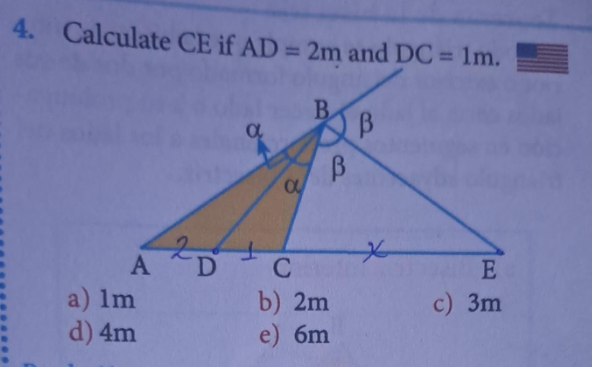 4. Calculate CE if AD = 2m and DC = 1m.
B
α β
β
α
2 1 x
A D C E
a) 1m b) 2m c) 3m
d) 4m e) 6m